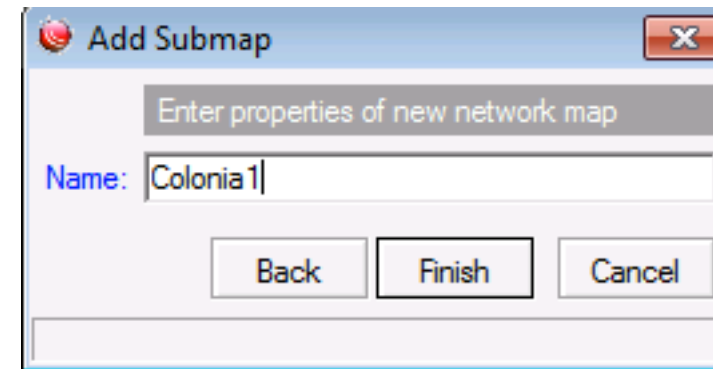 Add Submap
Enter properties of new network map
Name: Colonia1
Back Finish Cancel